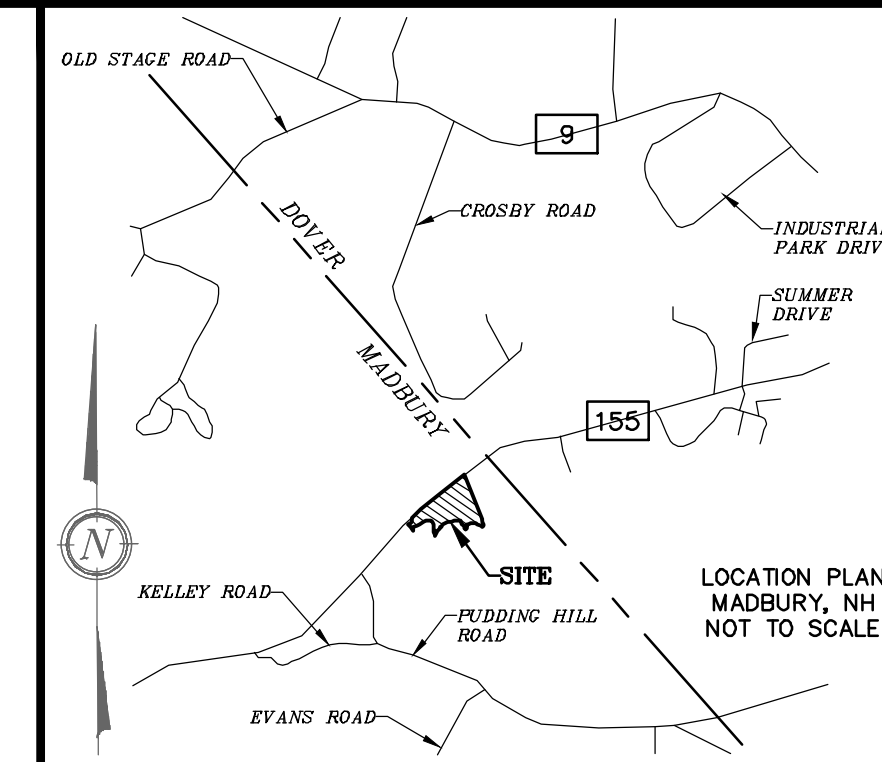 OLD STAGE ROAD
9
CROSBY ROAD
DOVER
INDUSTRIAL
PARK DRIV
SUMMER
DRIVE
MADBURY
155
N
SITE
LOCATION PLAN
MADBURY, NH
NOT TO SCALE
KELLEY ROAD
PUDDING HILL
ROAD
EVANS ROAD